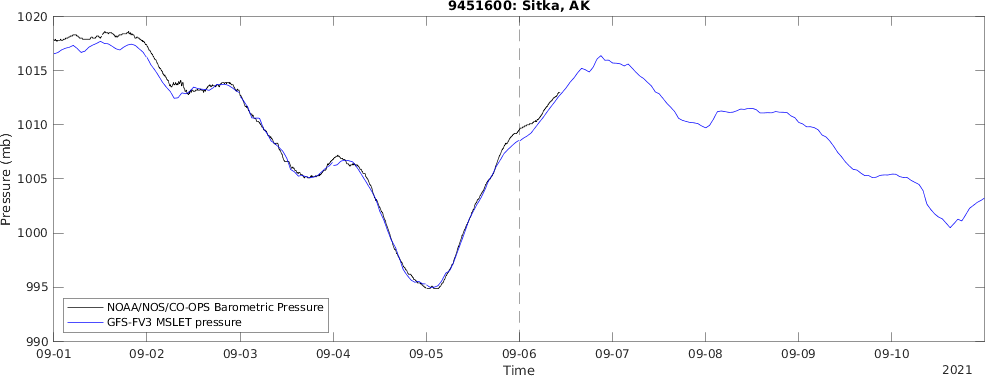 9451600: Sitka, AK
Pressure (mb)
1020
1015
1010
1005
1000
995
990
NOAA/NOS/CO-OPS Barometric Pressure
GFS-FV3 MSLET pressure
09-01 09-02 09-03 09-04 09-05 09-06 09-07 09-08 09-09 09-10
Time
2021